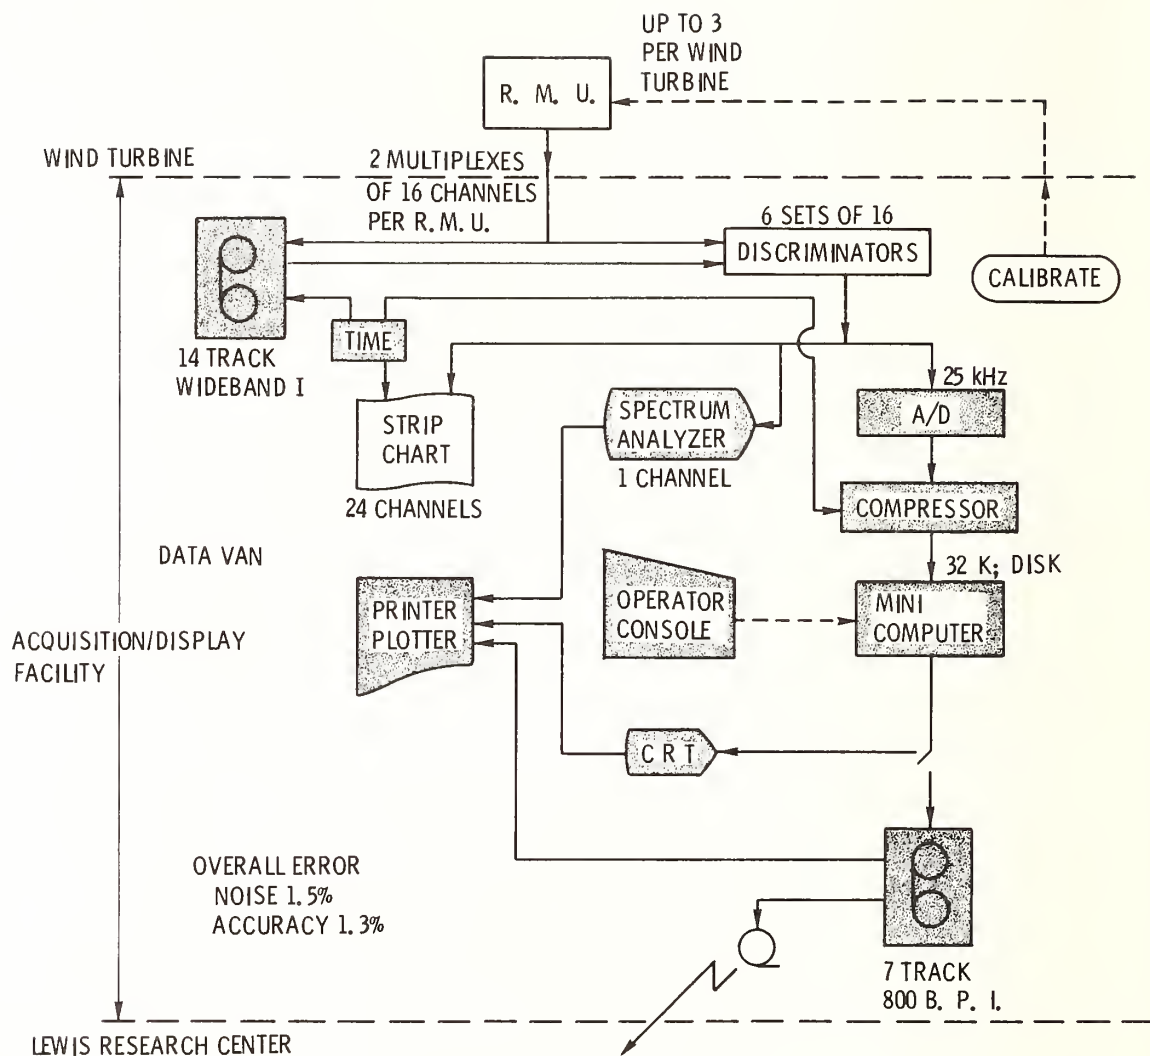 UP TO 3
PER WIND
TURBINE
R. M. U.
WIND TURBINE
2 MULTIPLEXES
OF 16 CHANNELS
PER R. M. U.
6 SETS OF 16
DISCRIMINATORS
CALIBRATE
TIME
14 TRACK
WIDEBAND I
25 kHz
A/D
STRIP
CHART
24 CHANNELS
SPECTRUM
ANALYZER
1 CHANNEL
COMPRESSOR
DATA VAN
32 K; DISK
MINI
COMPUTER
OPERATOR
CONSOLE
PRINTER
PLOTTER
ACQUISITION/DISPLAY
FACILITY
C R T
OVERALL ERROR
NOISE 1.5%
ACCURACY 1.3%
7 TRACK
800 B. P. I.
LEWIS RESEARCH CENTER